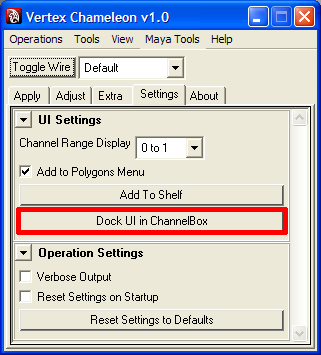 Vertex Chameleon v1.0
Operations Tools View Maya Tools Help
Toggle Wire Default
Apply Adjust Extra Settings About
UI Settings
Channel Range Display 0 to 1
Add to Polygons Menu
Add To Shelf
Dock UI in ChannelBox
Operation Settings
Verbose Output
Reset Settings on Startup
Reset Settings to Defaults